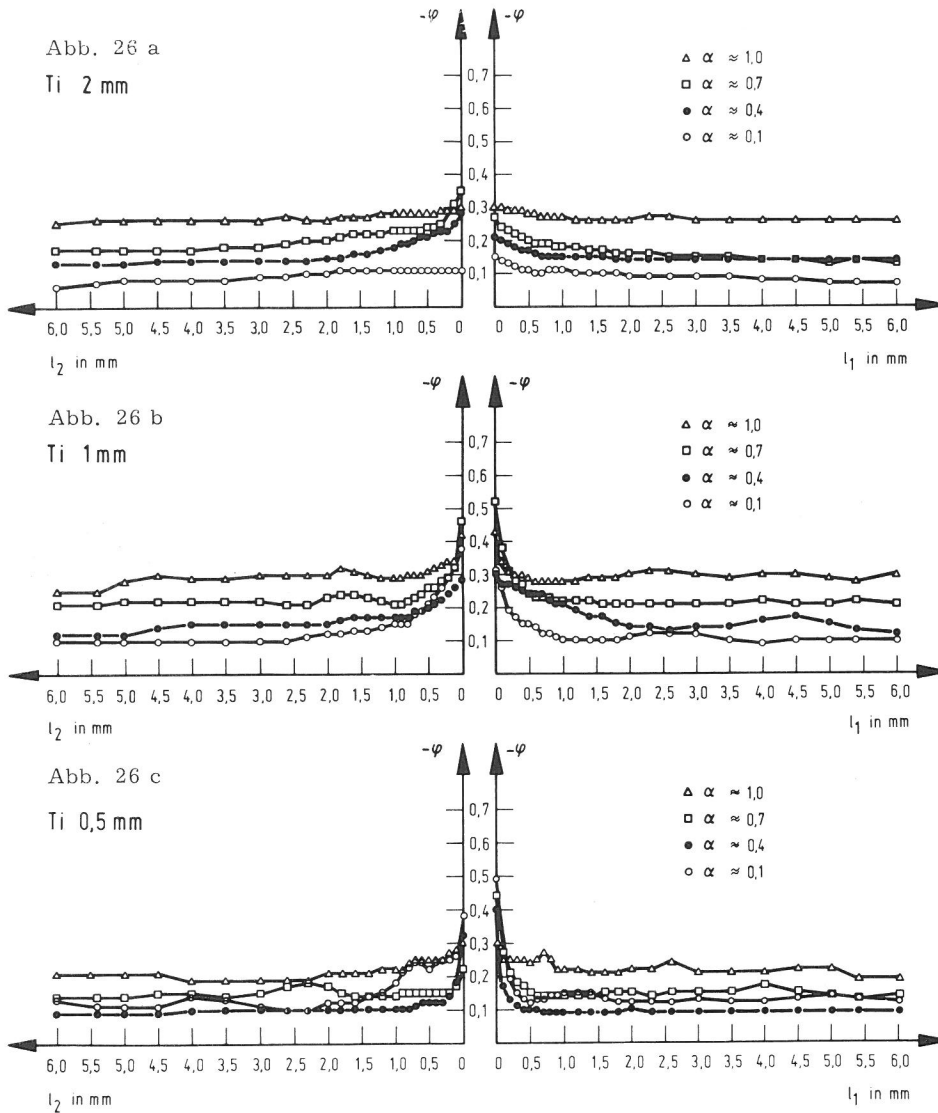 -φ
-φ
Abb. 26 a
Ti 2 mm
△ α ≈ 1,0
□ α ≈ 0,7
● α ≈ 0,4
○ α ≈ 0,1
0,7
0,6
0,5
0,4
0,3
0,2
0,1
6,0 5,5 5,0 4,5 4,0 3,5 3,0 2,5 2,0 1,5 1,0 0,5 0
0 0,5 1,0 1,5 2,0 2,5 3,0 3,5 4,0 4,5 5,0 5,5 6,0
l₂ in mm
l₁ in mm
-φ
-φ
Abb. 26 b
Ti 1mm
△ α ≈ 1,0
□ α ≈ 0,7
● α ≈ 0,4
○ α ≈ 0,1
0,7
0,6
0,5
0,4
0,3
0,2
0,1
6,0 5,5 5,0 4,5 4,0 3,5 3,0 2,5 2,0 1,5 1,0 0,5 0
0 0,5 1,0 1,5 2,0 2,5 3,0 3,5 4,0 4,5 5,0 5,5 6,0
l₂ in mm
l₁ in mm
-φ
-φ
Abb. 26 c
Ti 0,5 mm
△ α ≈ 1,0
□ α ≈ 0,7
● α ≈ 0,4
○ α ≈ 0,1
0,7
0,6
0,5
0,4
0,3
0,2
0,1
6,0 5,5 5,0 4,5 4,0 3,5 3,0 2,5 2,0 1,5 1,0 0,5 0
0 0,5 1,0 1,5 2,0 2,5 3,0 3,5 4,0 4,5 5,0 5,5 6,0
l₂ in mm
l₁ in mm